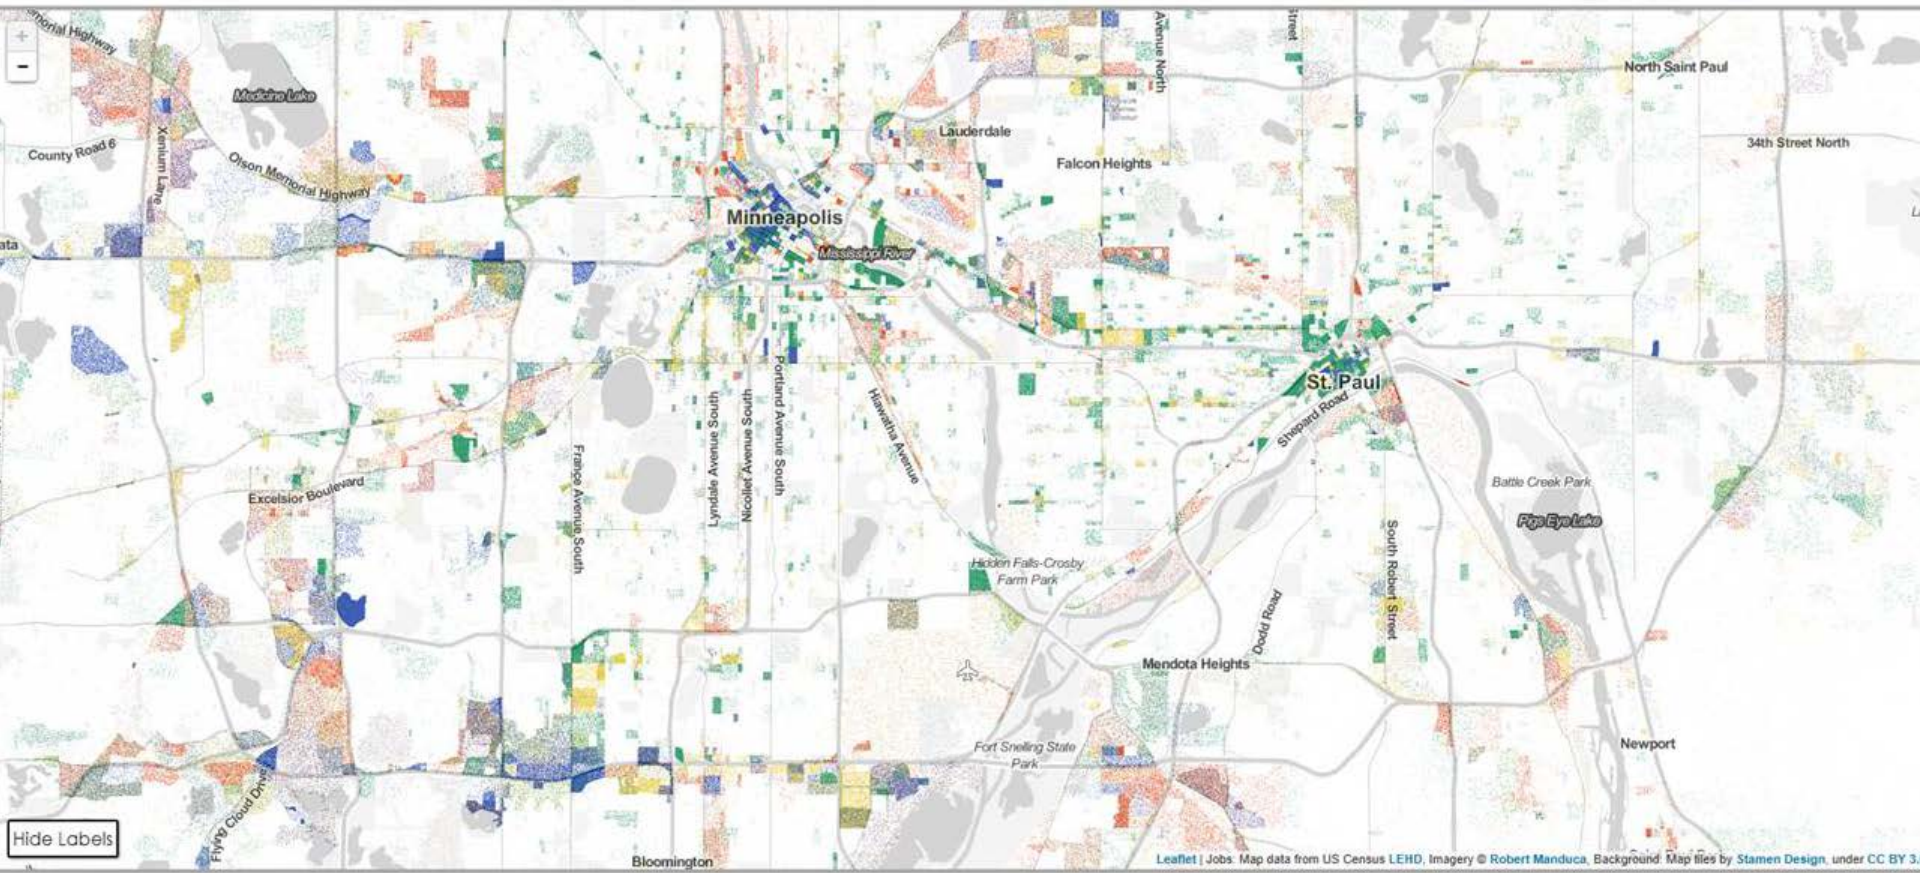 morial Highway
+
-
Medicine Lake
Xenium Lane
County Road 6
Olson Memorial Highway
Avenue North
Street
North Saint Paul
Lauderdale
34th Street North
Falcon Heights
Minneapolis
Mississippi River
ata
Portland Avenue South
Nicollet Avenue South
Lyndale Avenue South
Hiawatha Avenue
St. Paul
Shepard Road
France Avenue South
Excelsior Boulevard
Battle Creek Park
Pigs Eye Lake
South Robert Street
Hidden Falls-Crosby
Farm Park
Dodd Road
Mendota Heights
Fort Snelling State
Park
Newport
Flying Cloud Drive
Hide Labels
Bloomington
Leaflet | Jobs: Map data from US Census LEHD, Imagery © Robert Manduca, Background: Map tiles by Stamen Design, under CC BY 3.